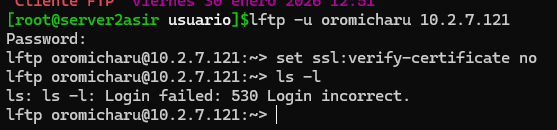 Cliente FTP viernes 30 enero 2026 12:51
[root@server2asir usuario]$lftp -u oromicharu 10.2.7.121
Password:
lftp oromicharu@10.2.7.121:~> set ssl:verify-certificate no
lftp oromicharu@10.2.7.121:~> ls -l
ls: ls -l: Login failed: 530 Login incorrect.
lftp oromicharu@10.2.7.121:~>